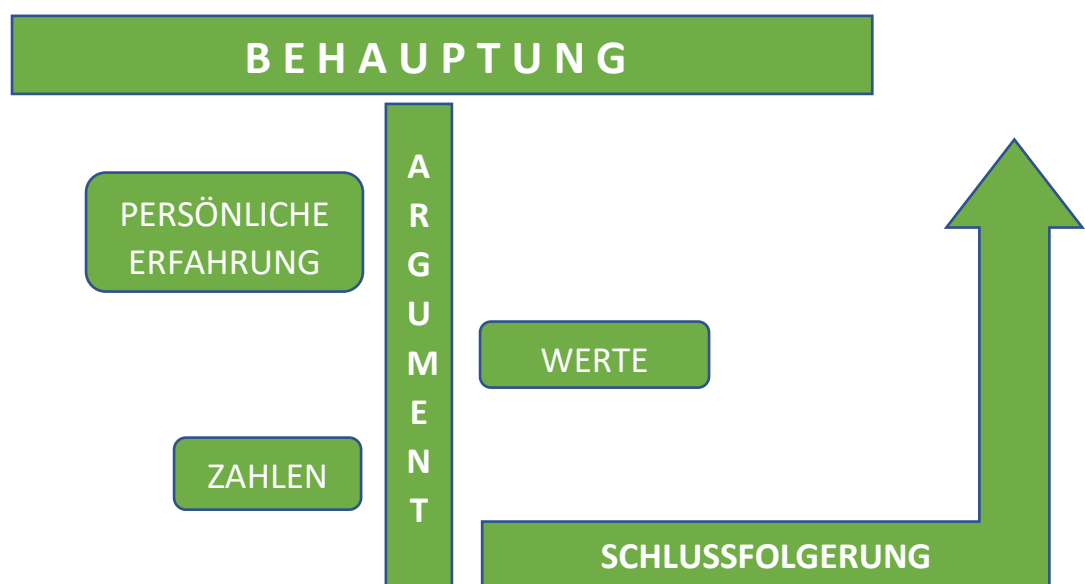 BEHAUPTUNG
ARGUMENT
PERSÖNLICHE
ERFAHRUNG
WERTE
ZAHLEN
SCHLUSSFOLGERUNG